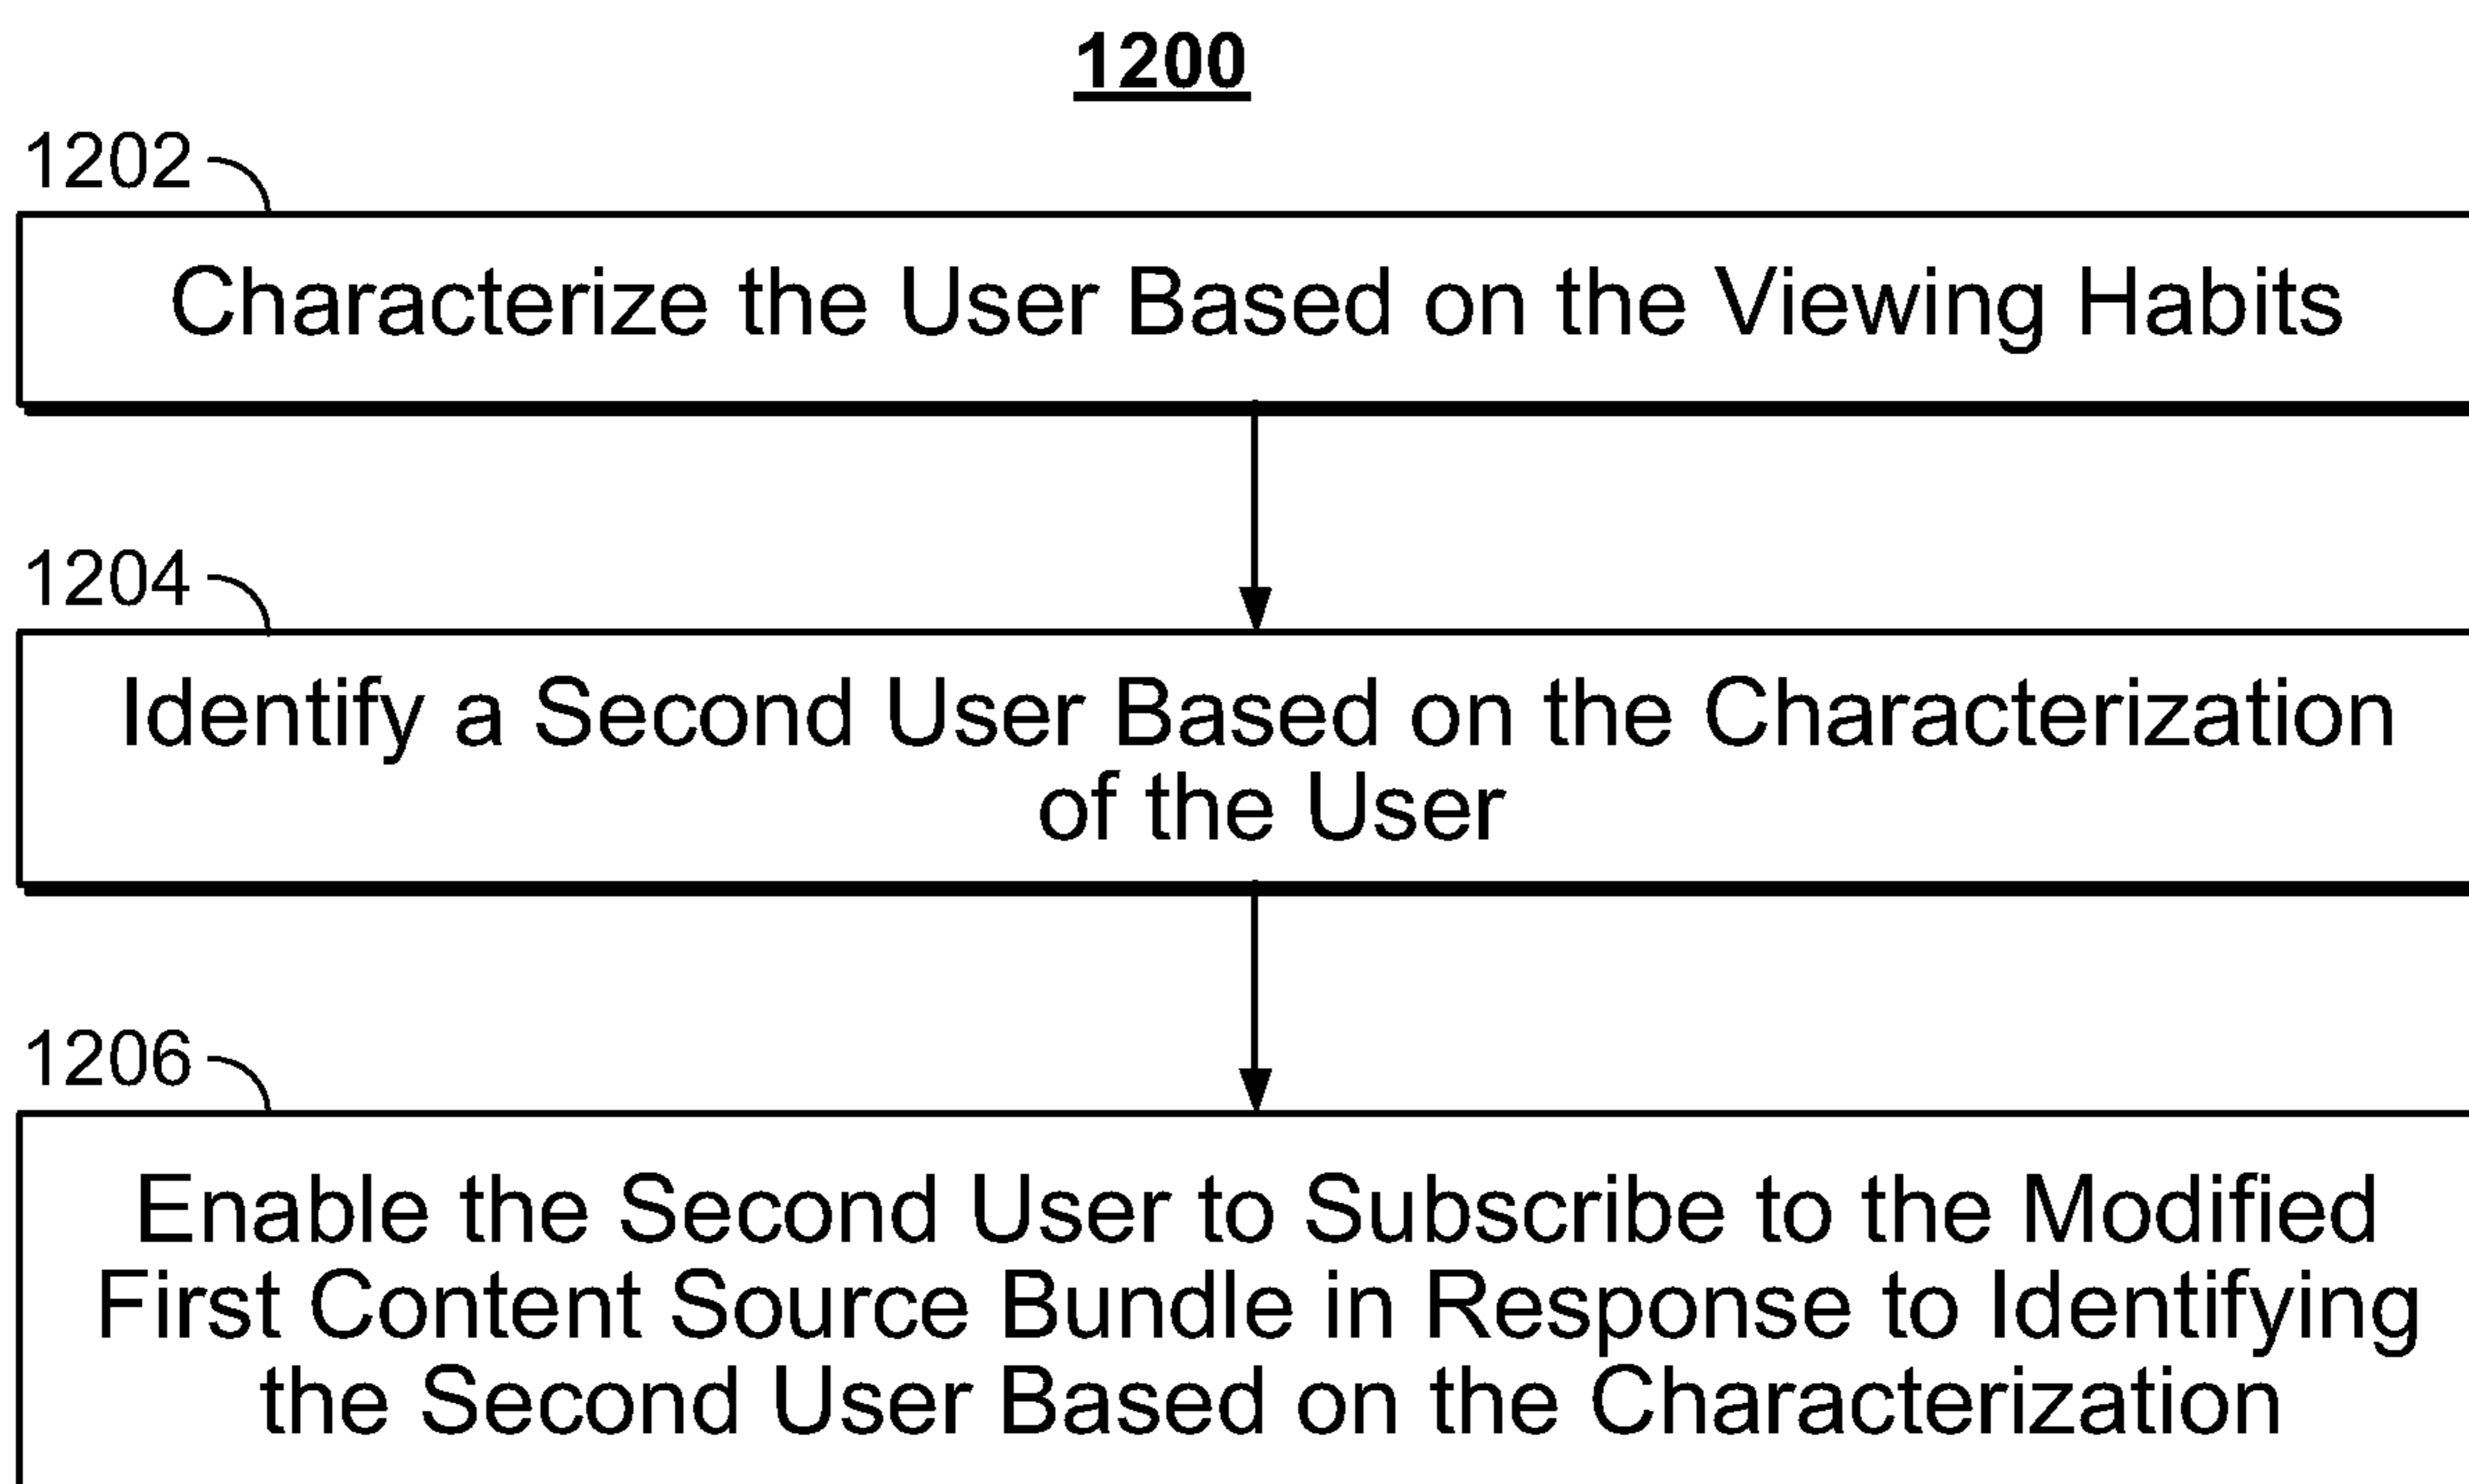 1200
1202
Characterize the User Based on the Viewing Habits
1204
Identify a Second User Based on the Characterization
of the User
1206
Enable the Second User to Subscribe to the Modified
First Content Source Bundle in Response to Identifying
the Second User Based on the Characterization